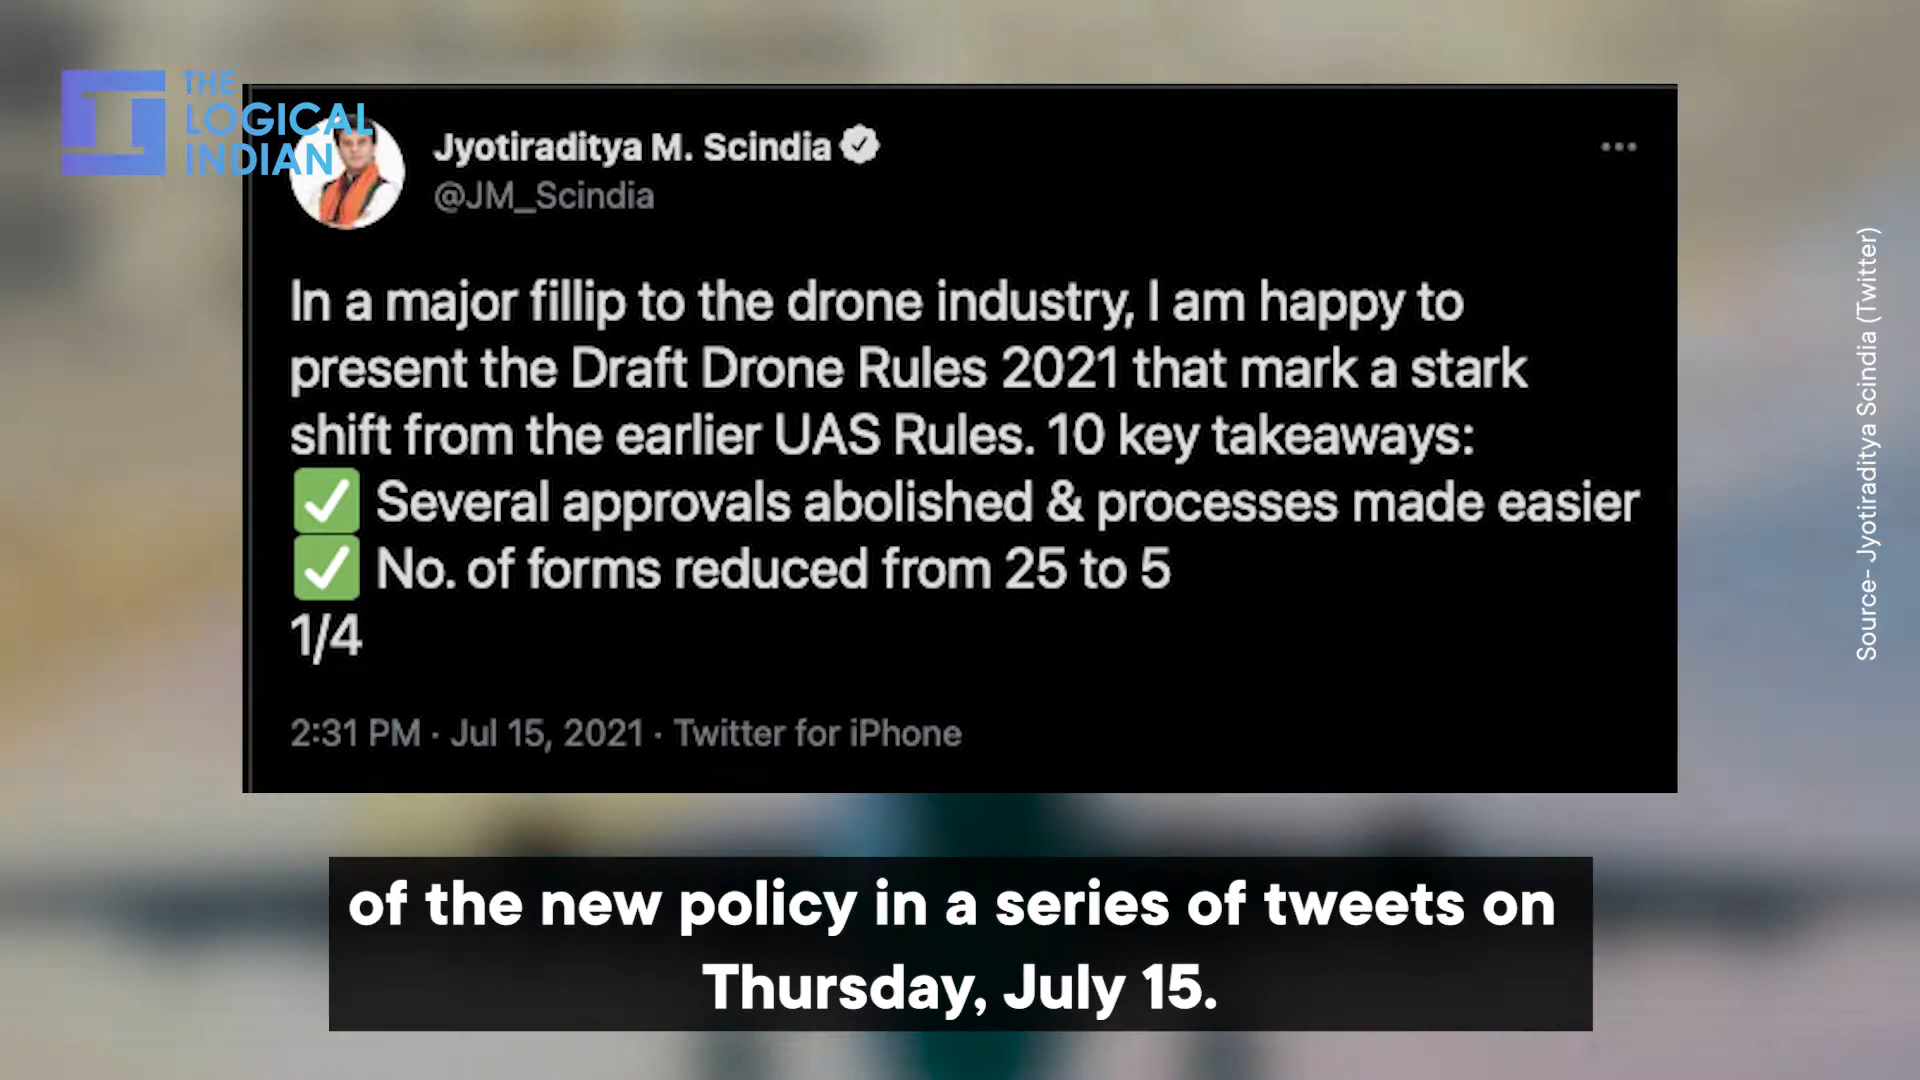 THE
LOGICAL
INDIAN
Jyotiraditya M. Scindia
@JM_Scindia
In a major fillip to the drone industry, I am happy to
present the Draft Drone Rules 2021 that mark a stark
shift from the earlier UAS Rules. 10 key takeaways:
✅ Several approvals abolished & processes made easier
✅ No. of forms reduced from 25 to 5
1/4
2:31 PM · Jul 15, 2021 · Twitter for iPhone
Source- Jyotiraditya Scindia (Twitter)
of the new policy in a series of tweets on
Thursday, July 15.